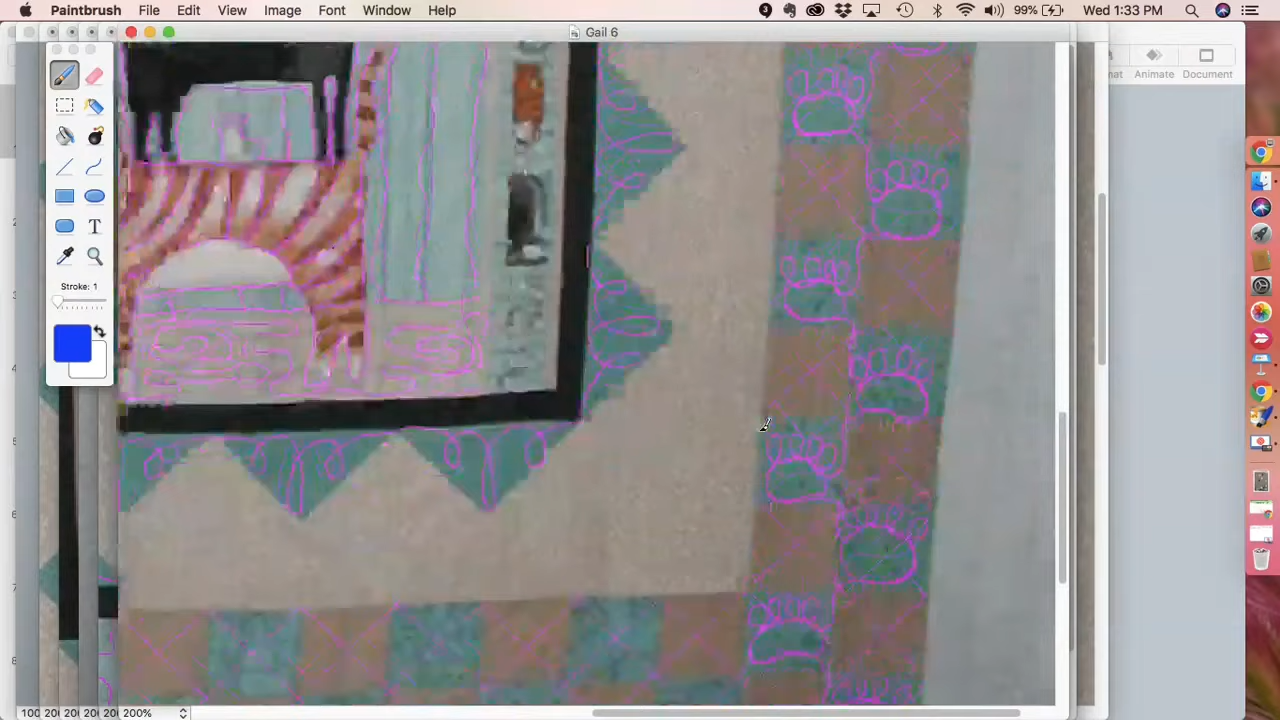 Paintbrush File Edit View Image Font Window Help 99% Wed 1:33 PM
Gail 6
Animate Document
Stroke: 1
T
200%